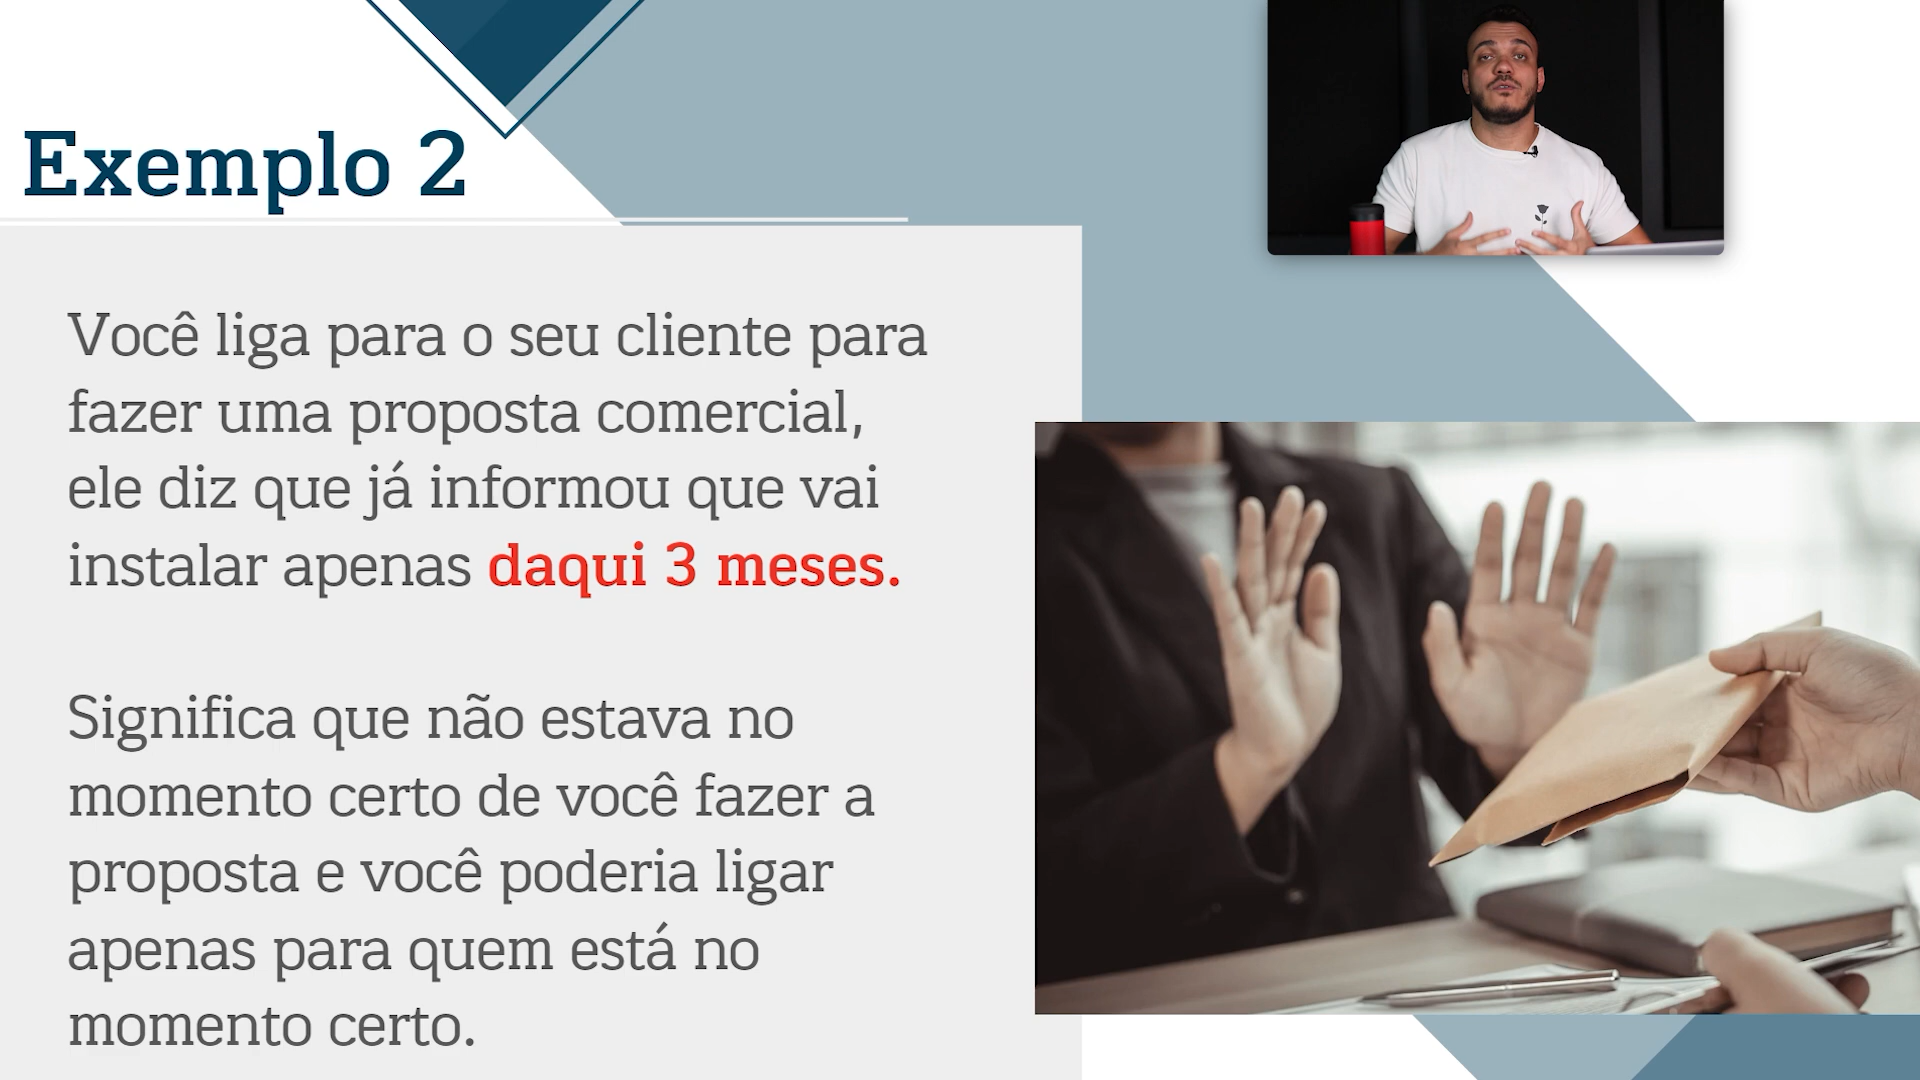 Exemplo 2
Você liga para o seu cliente para
fazer uma proposta comercial,
ele diz que já informou que vai
instalar apenas daqui 3 meses.
Significa que não estava no
momento certo de você fazer a
proposta e você poderia ligar
apenas para quem está no
momento certo.